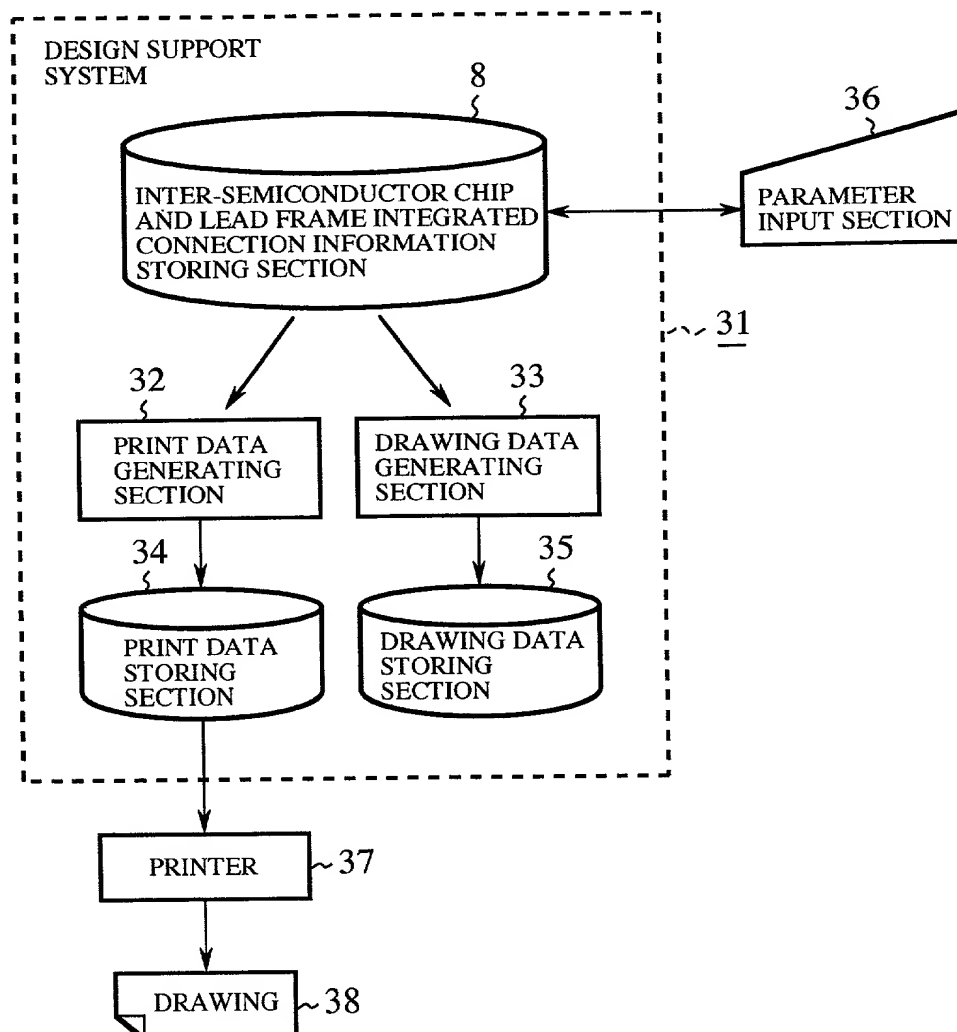 DESIGN SUPPORT
SYSTEM
8
INTER-SEMICONDUCTOR CHIP
AND LEAD FRAME INTEGRATED
CONNECTION INFORMATION
STORING SECTION
36
PARAMETER
INPUT SECTION
31
32
PRINT DATA
GENERATING
SECTION
33
DRAWING DATA
GENERATING
SECTION
34
PRINT DATA
STORING
SECTION
35
DRAWING DATA
STORING
SECTION
PRINTER
37
DRAWING
38